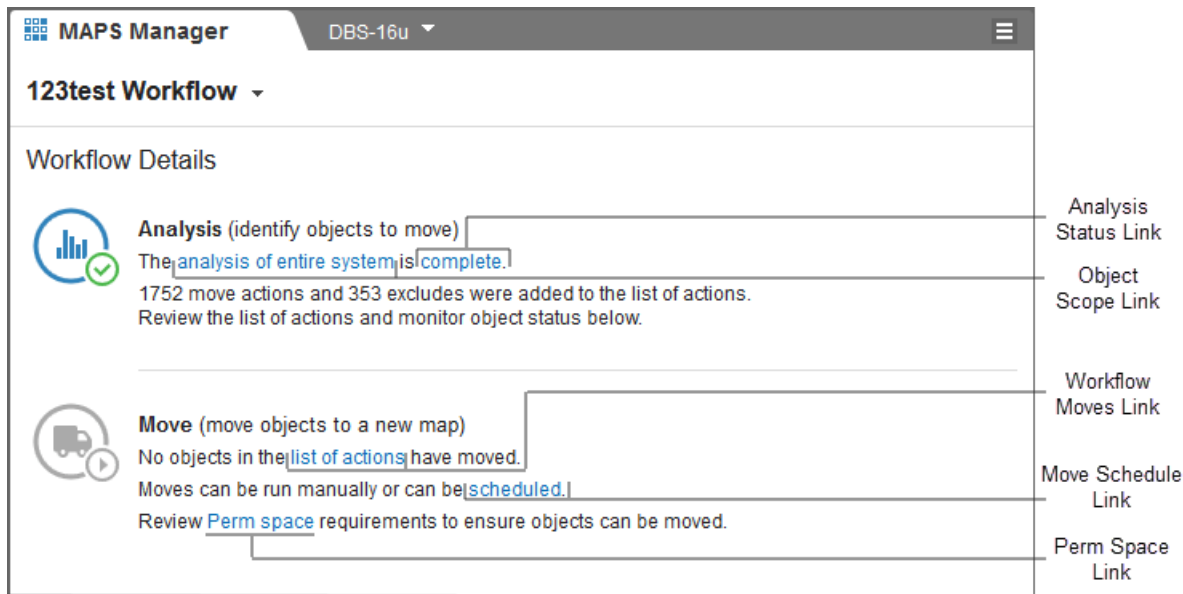 MAPS Manager
DBS-16u
123test Workflow
Workflow Details
Analysis (identify objects to move)
The analysis of entire system is complete.
1752 move actions and 353 excludes were added to the list of actions.
Review the list of actions and monitor object status below.
Move (move objects to a new map)
No objects in the list of actions have moved.
Moves can be run manually or can be scheduled.
Review Perm space requirements to ensure objects can be moved.
Analysis
Status Link
Object
Scope Link
Workflow
Moves Link
Move Schedule
Link
Perm Space
Link